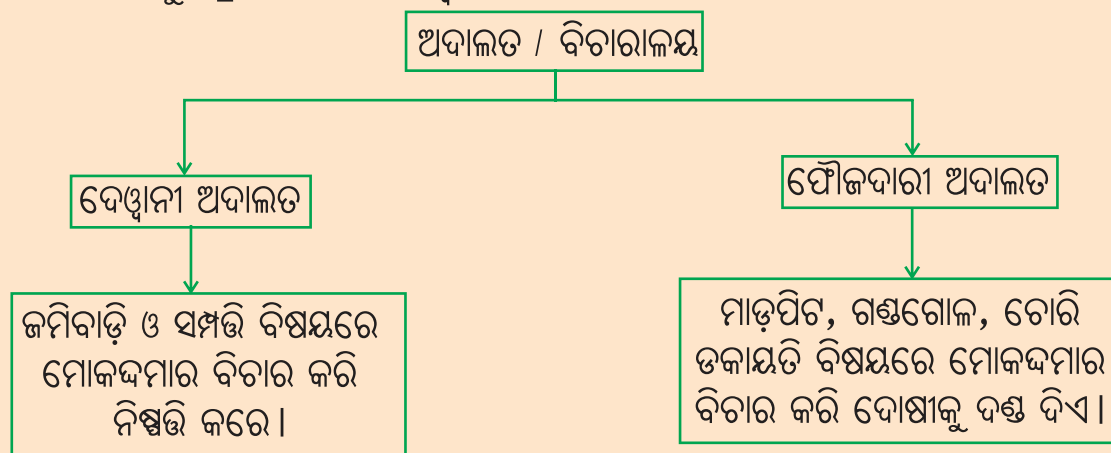 ଅଦାଲତ / ବିଚାରାଳୟ
ଦେୱାନୀ ଅଦାଲତ
ଫୌଜଦାରୀ ଅଦାଲତ
ଜମିବାଡ଼ି ଓ ସମ୍ପତ୍ତି ବିଷୟରେ
ମୋକଦ୍ଦମାର ବିଚାର କରି
ନିଷ୍ପତ୍ତି କରେ।
ମାଡ଼ପିଟ, ଗଣ୍ଡଗୋଳ, ଚୋରି
ଡକାୟତି ବିଷୟରେ ମୋକଦ୍ଦମାର
ବିଚାର କରି ଦୋଷୀକୁ ଦଣ୍ଡ ଦିଏ।